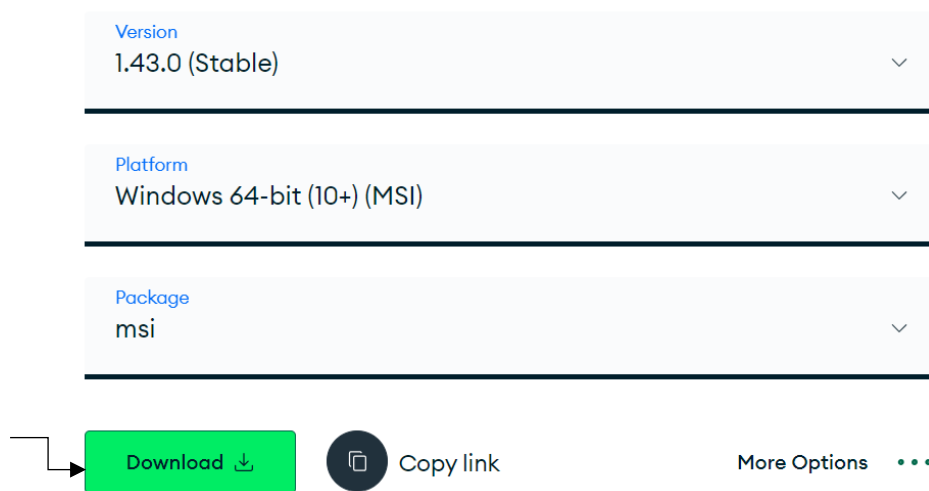 Version
1.43.0 (Stable)
Platform
Windows 64-bit (10+) (MSI)
Package
msi
Download
Copy link
More Options